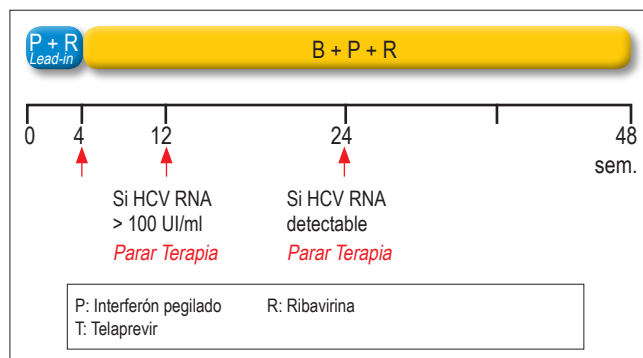 P + R
Lead-in
B + P + R
0 4 12 24 48
sem.
Si HCV RNA
> 100 UI/ml
Parar Terapia
Si HCV RNA
detectable
Parar Terapia
P: Interferón pegilado R: Ribavirina
T: Telaprevir